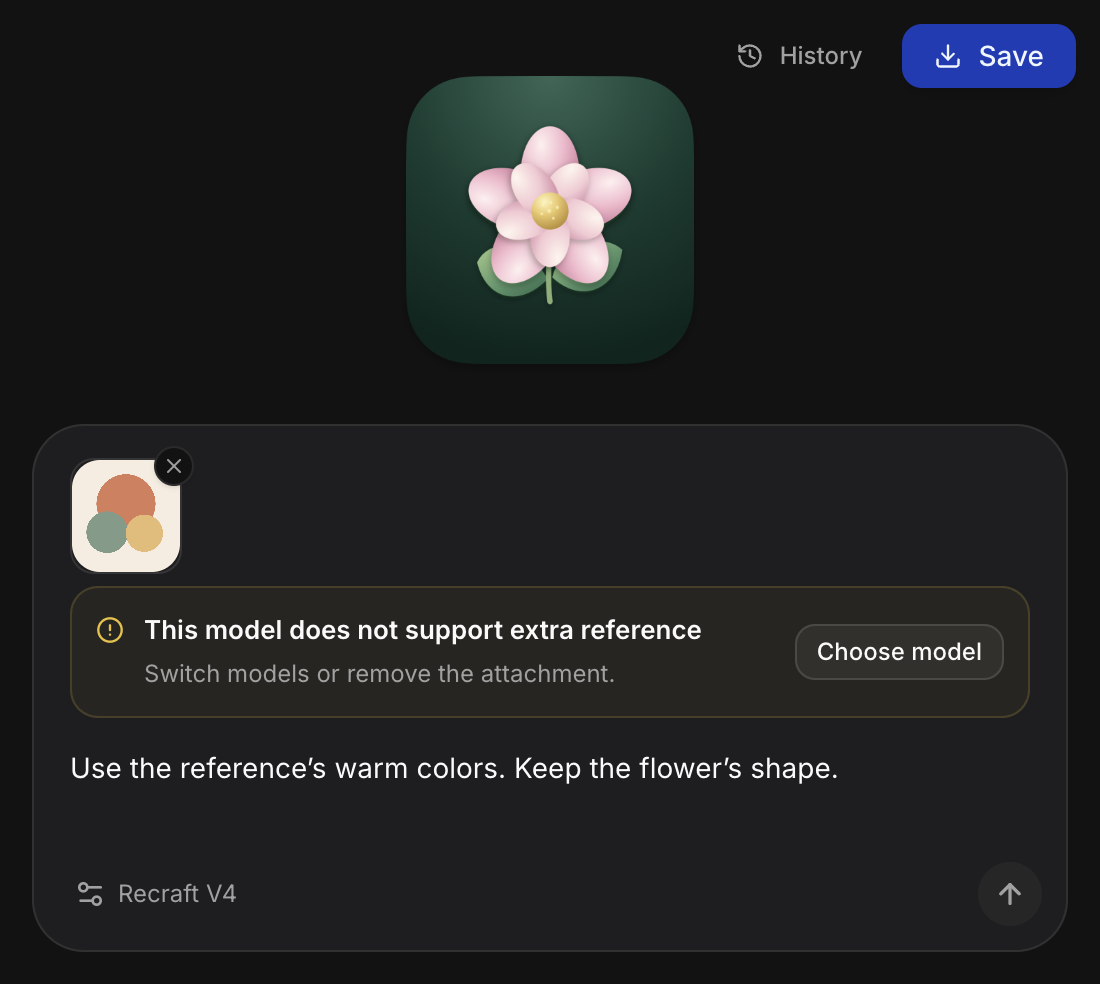 History
Save
This model does not support extra reference
Switch models or remove the attachment.
Choose model
Use the reference’s warm colors. Keep the flower’s shape.
Recraft V4